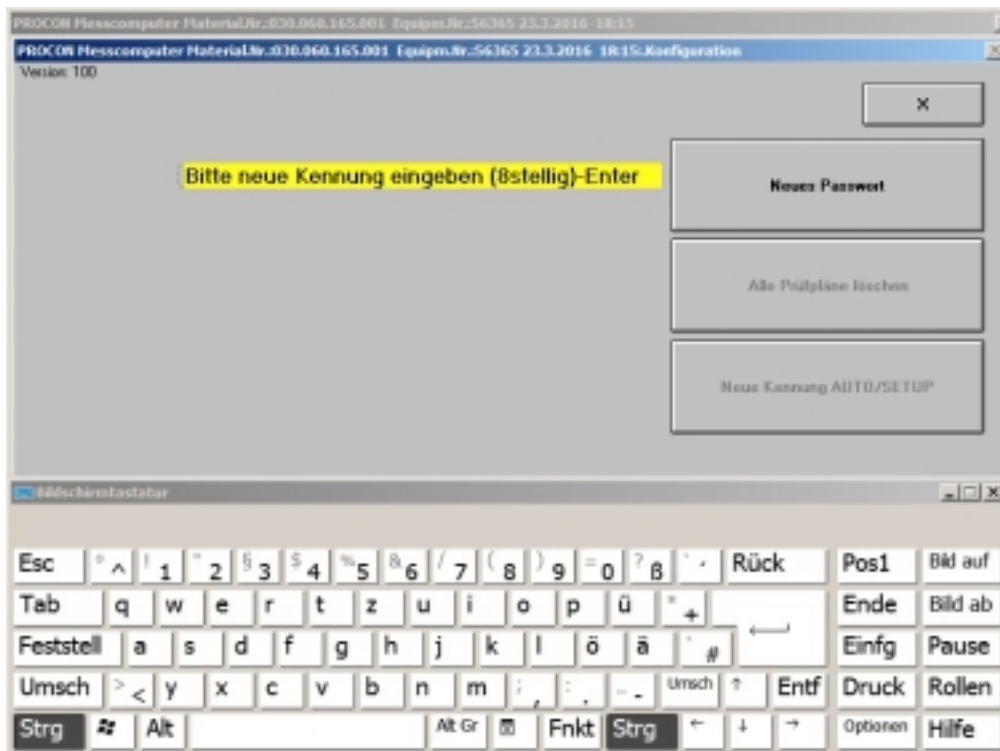 PROCON Messcomputer Material.Nr.:030.060.165.001 Equipm.Nr.:56365 23.3.2016 18:15
PROCON Messcomputer Material.Nr.:030.060.165.001 Equipm.Nr.:56365 23.3.2016 18:15:.Konfiguration
Version: 100
X
Bitte neue Kennung eingeben (8stellig)-Enter
Neues Passwort
Alle Prüfpläne löschen
Neue Kennung AUTO/SETUP
Bildschirmtastatur
Esc ° ^ ! 1 " 2 § 3 $ 4 % 5 & 6 / 7 ( 8 ) 9 = 0 ? ß ` ´ Rück Pos1 Bild auf
Tab q w e r t z u i o p ü * + Ende Bild ab
Feststell a s d f g h j k l ö ä ' # Einfg Pause
Umsch > < y x c v b n m ; , : . _ - Umsch ↑ Entf Druck Rollen
Strg Alt Alt Gr Fnkt Strg ← ↓ → Optionen Hilfe